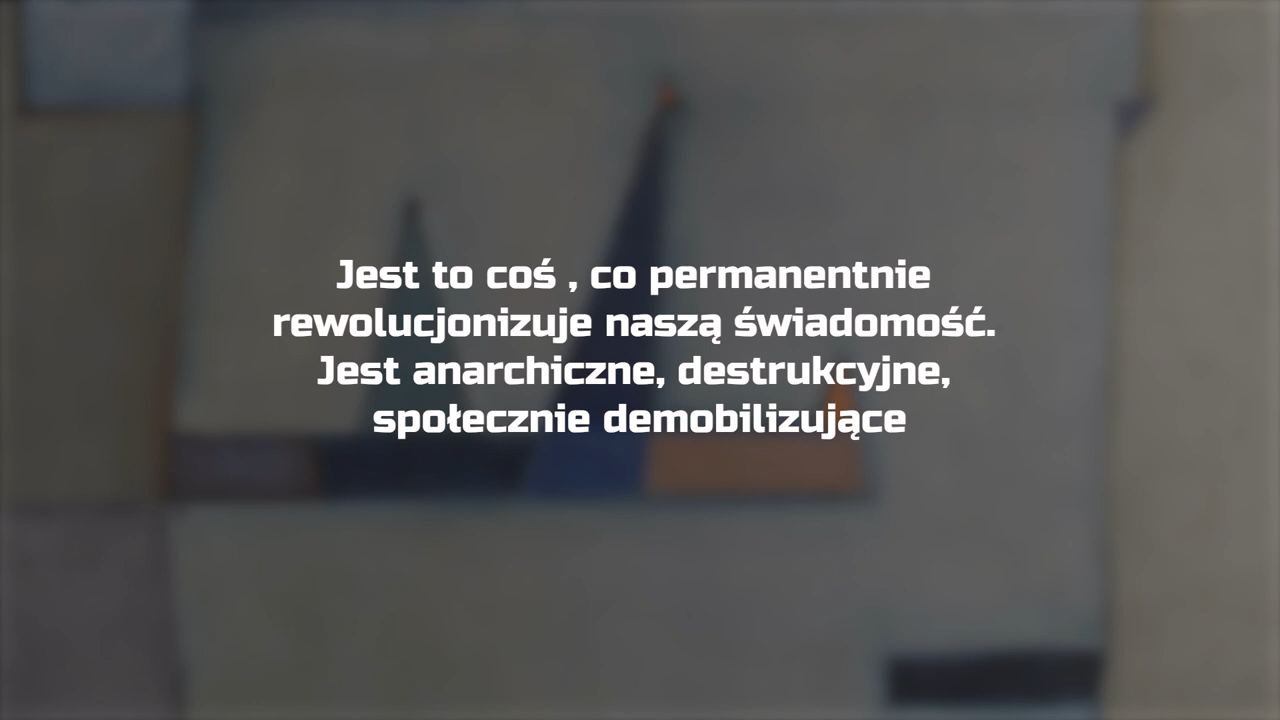 Jest to coś , co permanentnie
rewolucjonizuje naszą świadomość.
Jest anarchiczne, destrukcyjne,
społecznie demobilizujące